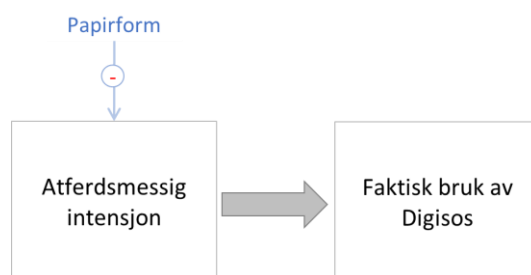 Papirform
-
Atferdsmessig
intensjon
Faktisk bruk av
Digisos